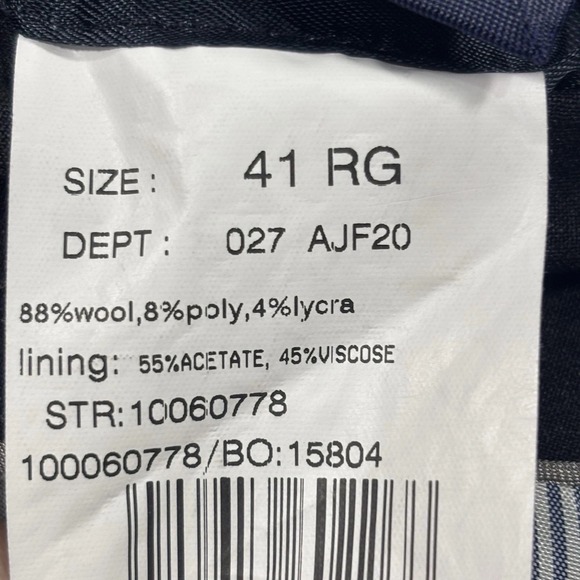 SIZE : 41 RG
DEPT : 027 AJF20
88%wool,8%poly,4%lycra
lining: 55%ACETATE, 45%VISCOSE
STR:10060778
100060778/BO:15804